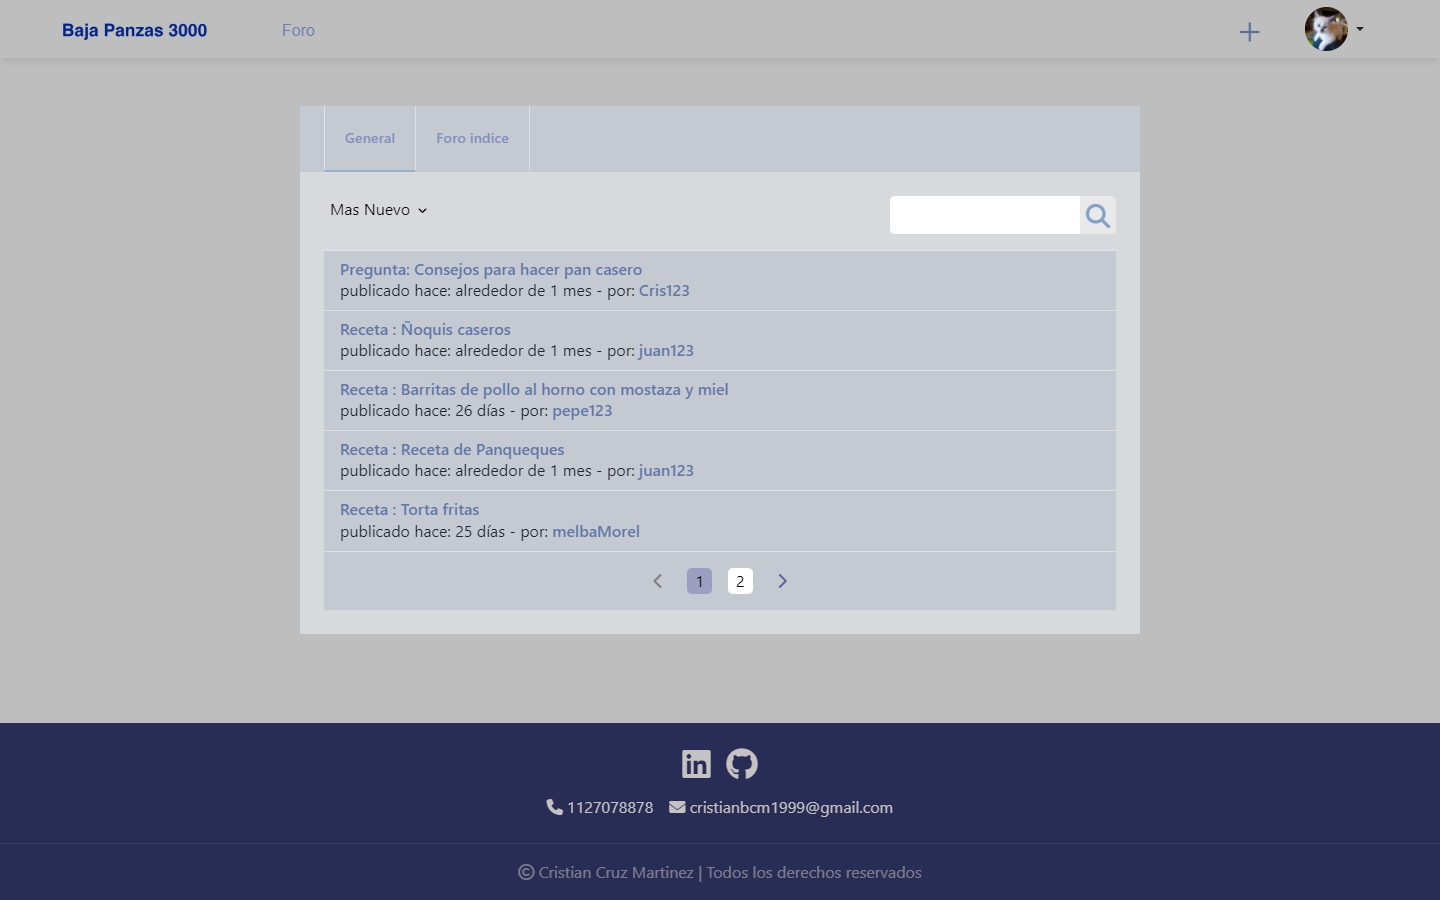 Baja Panzas 3000
Foro
General
Foro indice
Mas Nuevo
Pregunta: Consejos para hacer pan casero
publicado hace: alrededor de 1 mes - por: Cris123
Receta : Ñoquis caseros
publicado hace: alrededor de 1 mes - por: juan123
Receta : Barritas de pollo al horno con mostaza y miel
publicado hace: 26 días - por: pepe123
Receta : Receta de Panqueques
publicado hace: alrededor de 1 mes - por: juan123
Receta : Torta fritas
publicado hace: 25 días - por: melbaMorel
1 2
1127078878 cristianbcm1999@gmail.com
© Cristian Cruz Martinez | Todos los derechos reservados